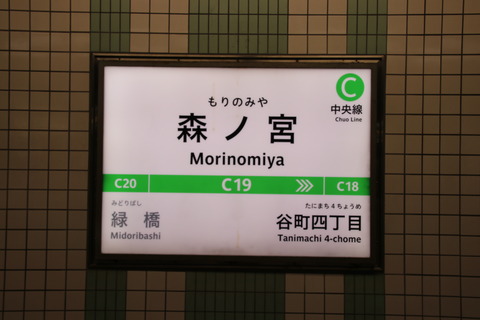 C
中央線
Chuo Line
もりのみや
森ノ宮
Morinomiya
C20 C19 C18
みどりばし
緑橋
Midoribashi
たにまち4ちょうめ
谷町四丁目
Tanimachi 4-chome